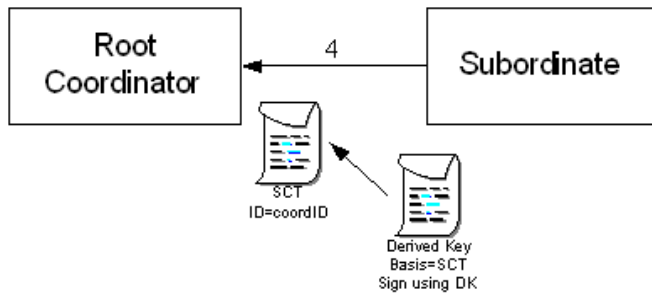 Root
Coordinator
4
Subordinate
SCT
ID=coordID
Derived Key
Basis=SCT
Sign using DK